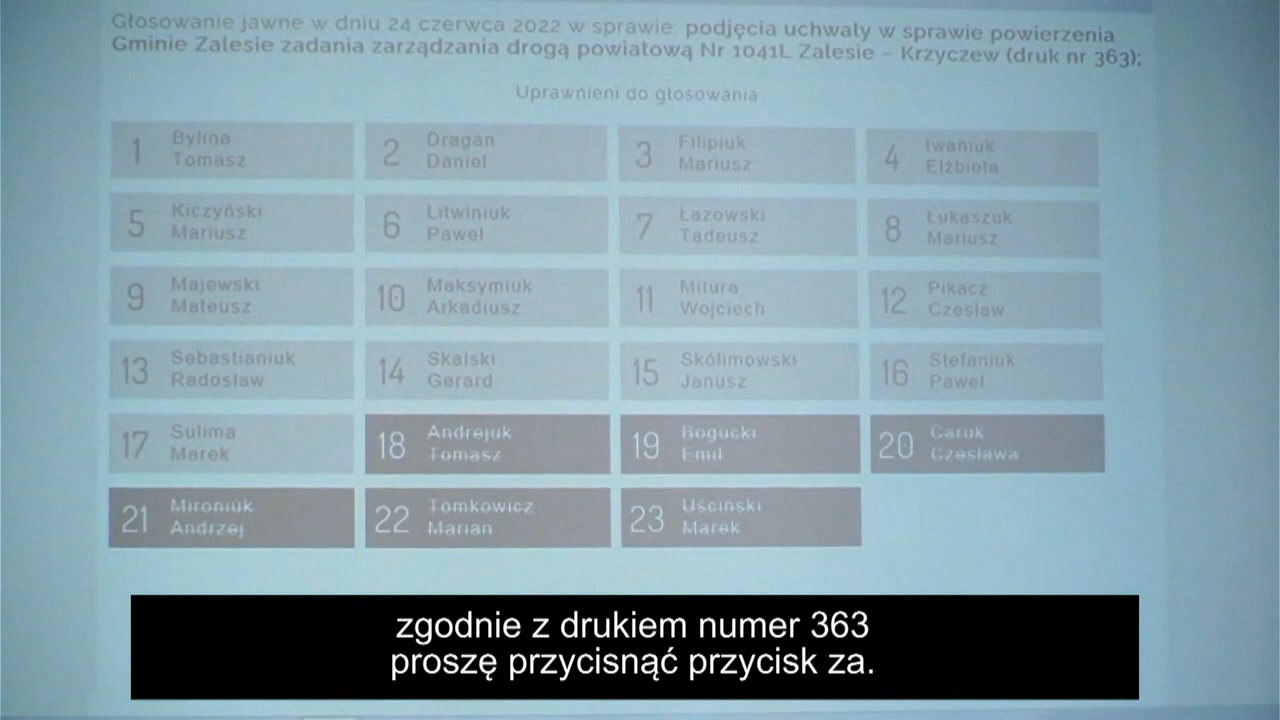 Głosowanie jawne w dniu 24 czerwca 2022 w sprawie: podjęcia uchwały w sprawie powierzenia
Gminie Zalesie zadania zarządzania drogą powiatową Nr 1041L Zalesie – Krzyczew (druk nr 363);
Uprawnieni do głosowania
1 Bylina Tomasz
2 Dragan Daniel
3 Filipiuk Mariusz
4 Iwaniuk Elżbieta
5 Kiczyński Mariusz
6 Litwiniuk Paweł
7 Łazowski Tadeusz
8 Łukaszuk Mariusz
9 Majewski Mateusz
10 Maksymiuk Arkadiusz
11 Mitura Wojciech
12 Pikacz Czesław
13 Sebastianiuk Radosław
14 Skalski Gerard
15 Skólimowski Janusz
16 Stefaniuk Paweł
17 Sulima Marek
18 Andrejuk Tomasz
19 Bogucki Emil
20 Caruk Czesława
21 Mironiuk Andrzej
22 Tomkowicz Marian
23 Uściński Marek
zgodnie z drukiem numer 363
proszę przycisnąć przycisk za.